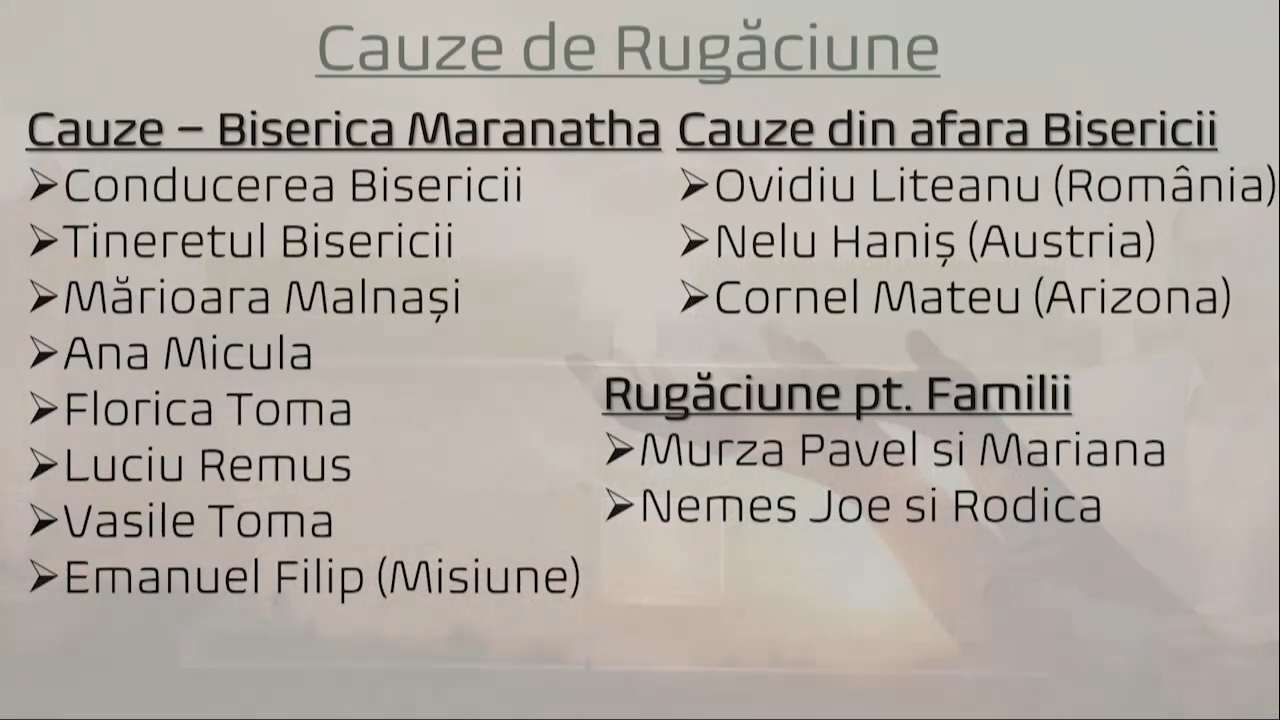 Cauze de Rugăciune
Cauze – Biserica Maranatha
➢Conducerea Bisericii
➢Tineretul Bisericii
➢Mărioara Malnași
➢Ana Micula
➢Florica Toma
➢Luciu Remus
➢Vasile Toma
➢Emanuel Filip (Misiune)
Cauze din afara Bisericii
➢Ovidiu Liteanu (România)
➢Nelu Haniș (Austria)
➢Cornel Mateu (Arizona)
Rugăciune pt. Familii
➢Murza Pavel si Mariana
➢Nemes Joe si Rodica